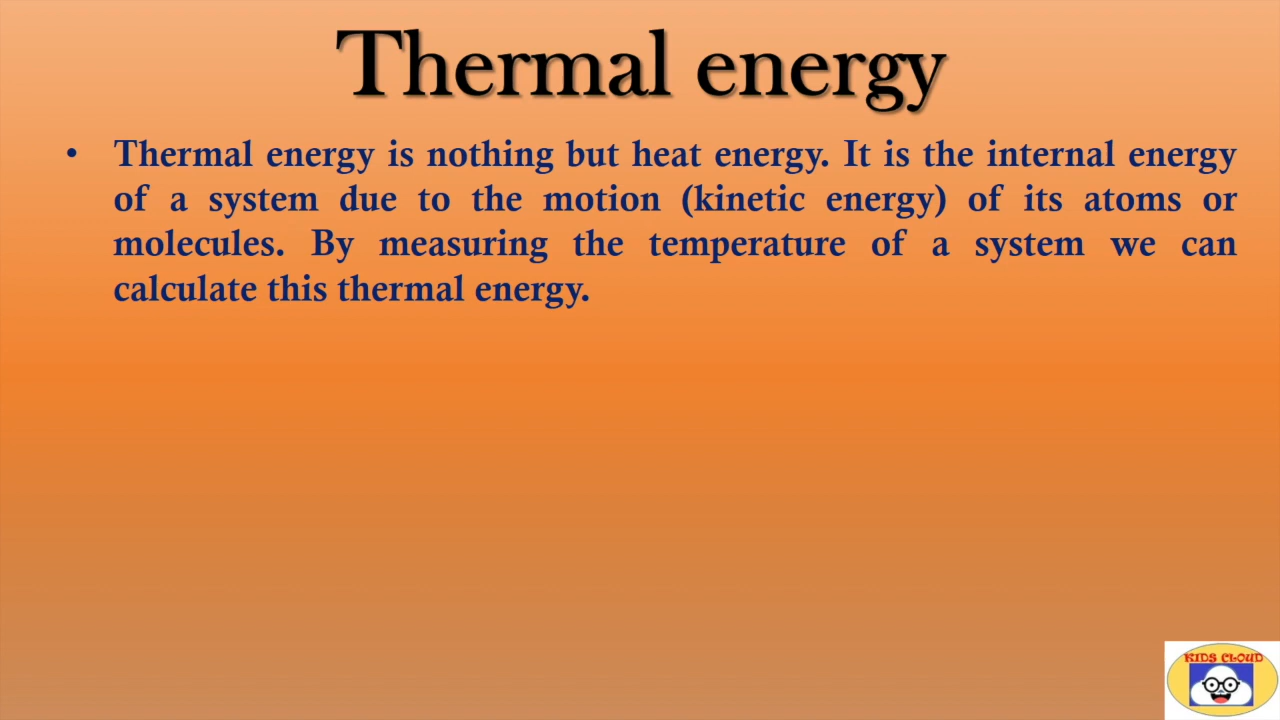 Thermal energy
• Thermal energy is nothing but heat energy. It is the internal energy
of a system due to the motion (kinetic energy) of its atoms or
molecules. By measuring the temperature of a system we can
calculate this thermal energy.
KIDS CLOUD